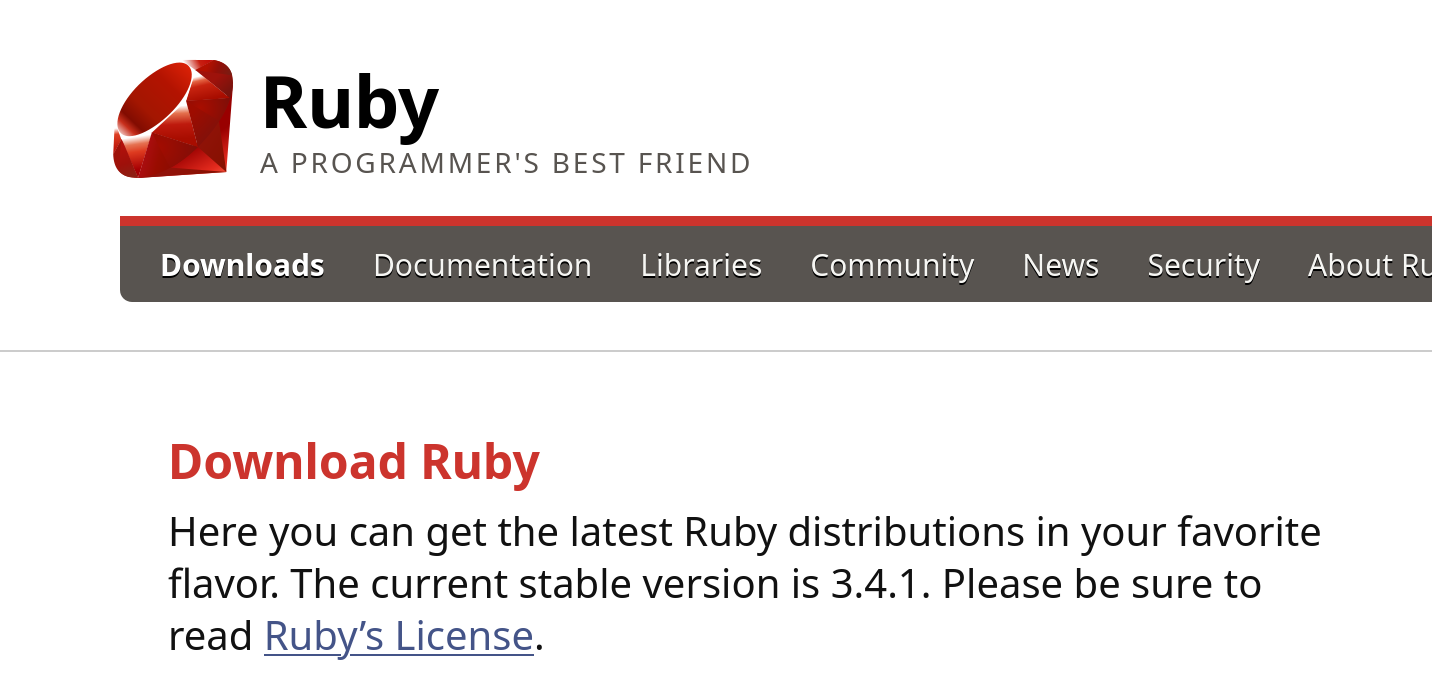 Ruby
A PROGRAMMER'S BEST FRIEND
Downloads Documentation Libraries Community News Security About Ru
Download Ruby
Here you can get the latest Ruby distributions in your favorite
flavor. The current stable version is 3.4.1. Please be sure to
read Ruby’s License.